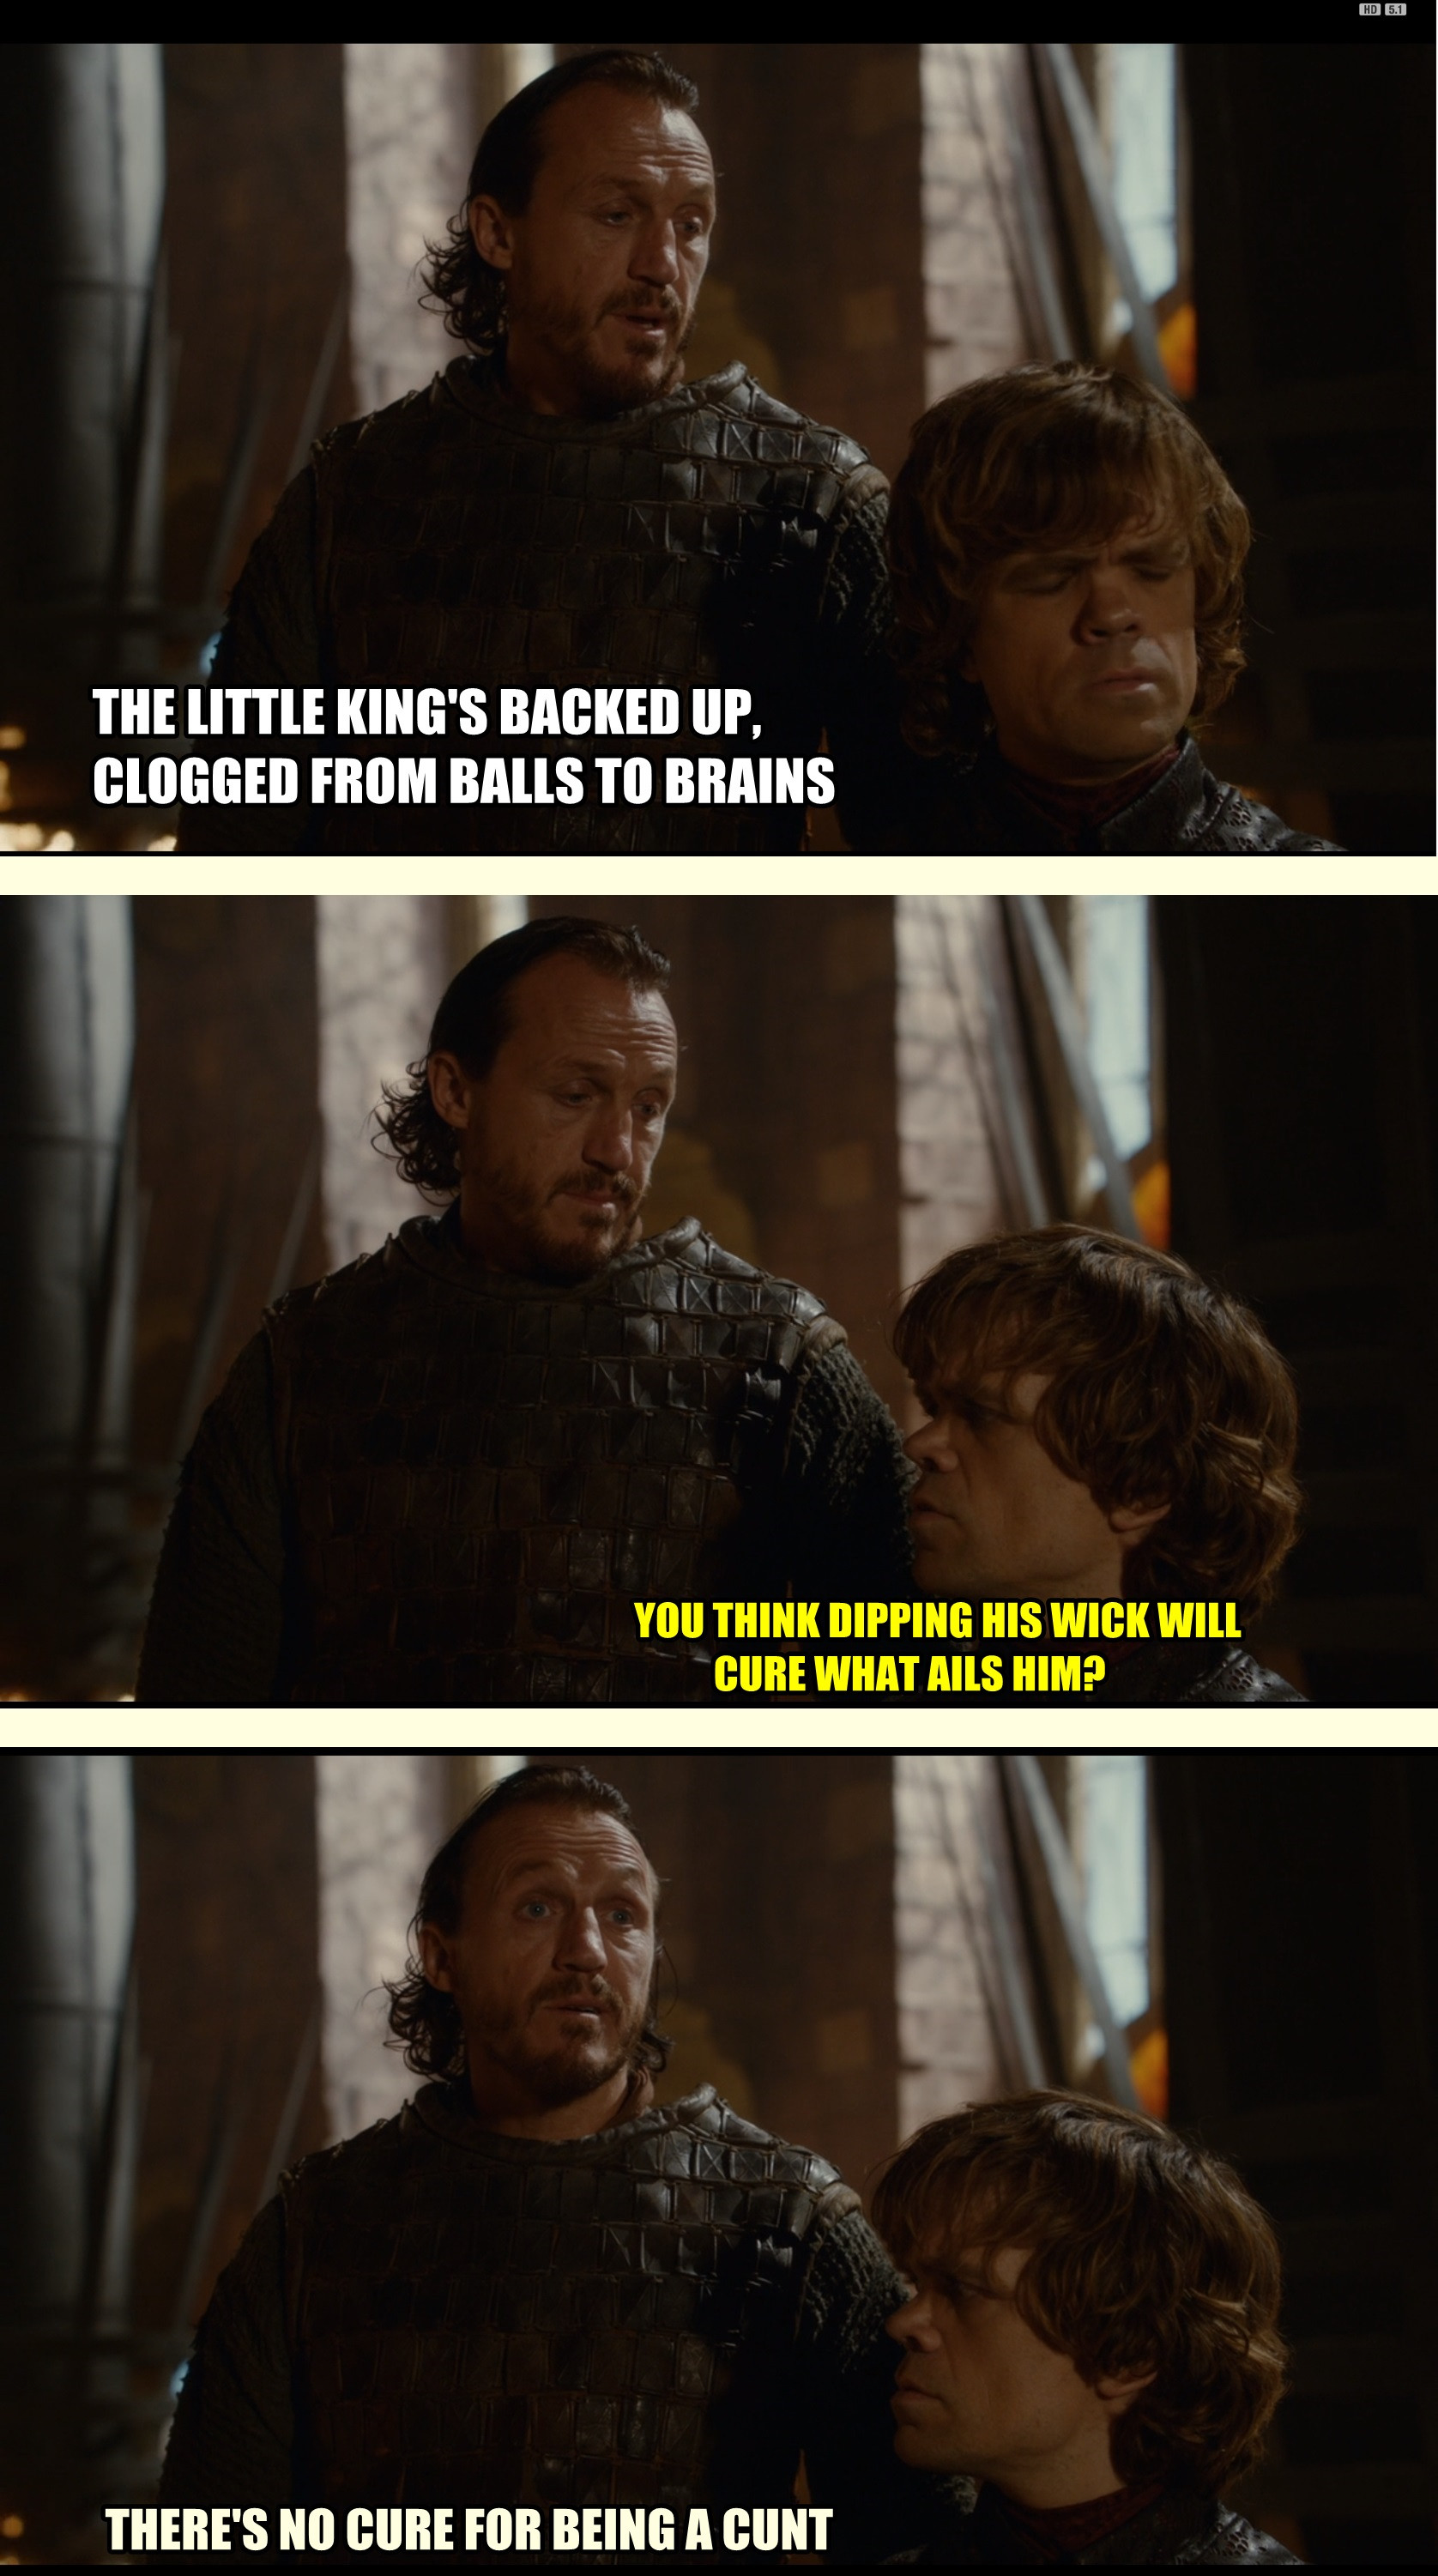 HD 5.1
THE LITTLE KING'S BACKED UP,
CLOGGED FROM BALLS TO BRAINS
YOU THINK DIPPING HIS WICK WILL
CURE WHAT AILS HIM?
THERE'S NO CURE FOR BEING A CUNT